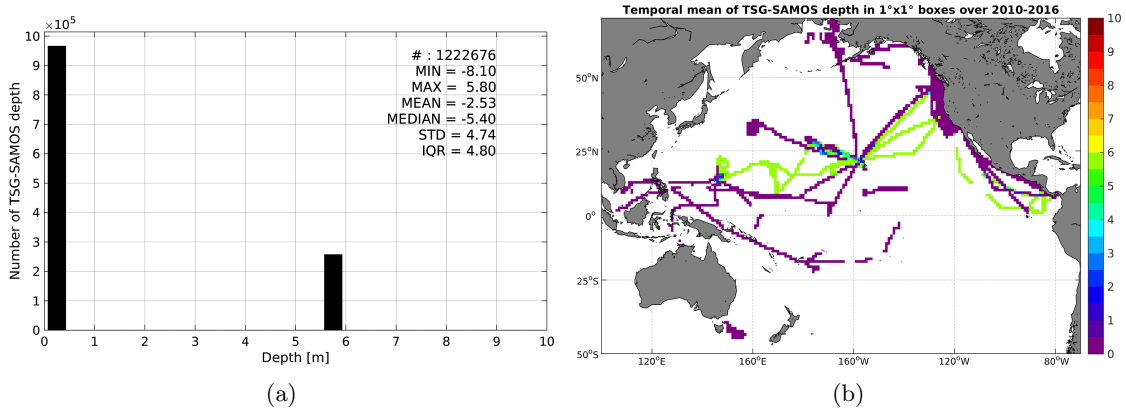 ×10⁵
10
9
8
7
6
5
4
3
2
1
0
Number of TSG-SAMOS depth
# : 1222676
MIN = -8.10
MAX = 5.80
MEAN = -2.53
MEDIAN = -5.40
STD = 4.74
IQR = 4.80
0 1 2 3 4 5 6 7 8 9 10
Depth [m]
(a)
Temporal mean of TSG-SAMOS depth in 1°x1° boxes over 2010-2016
50°N
25°N
0°
25°S
50°S
120°E 160°E 160°W 120°W 80°W
10
9
8
7
6
5
4
3
2
1
0
(b)